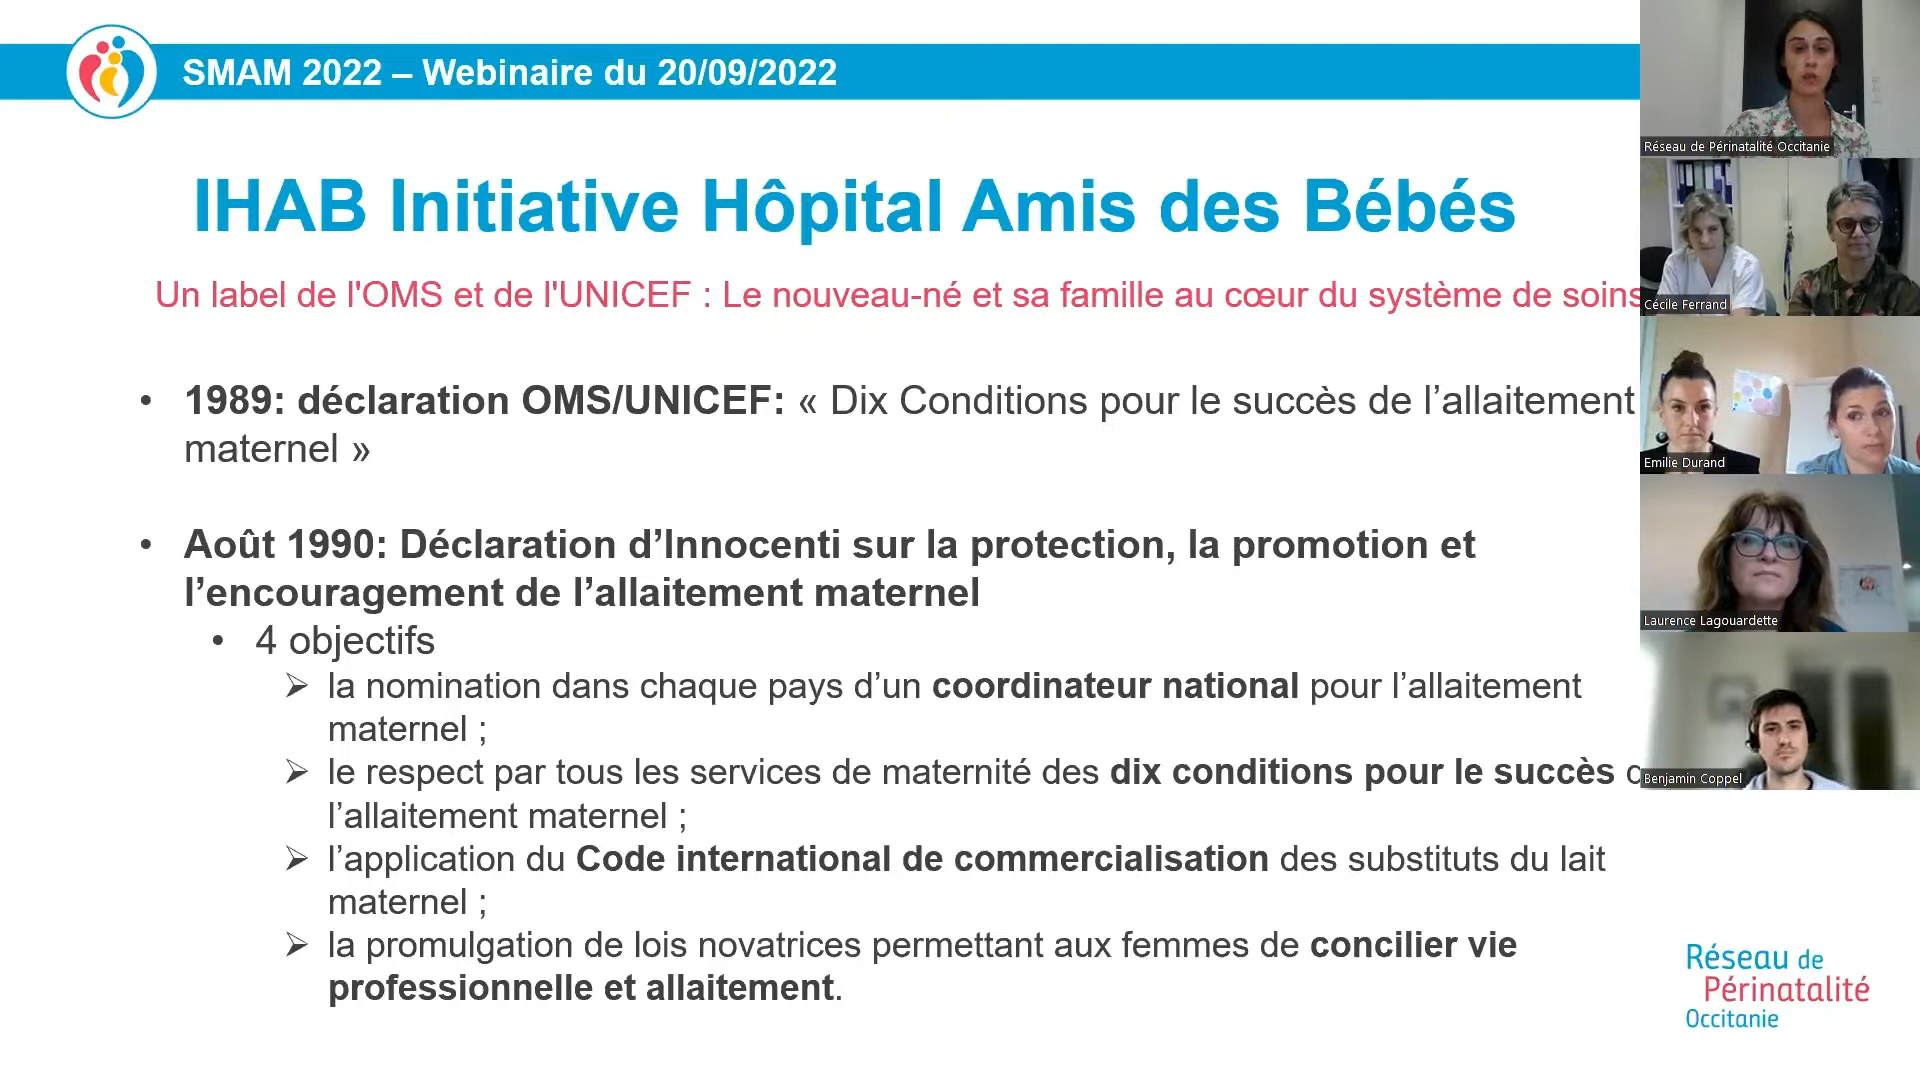 SMAM 2022 – Webinaire du 20/09/2022
IHAB Initiative Hôpital Amis des Bébés
Un label de l'OMS et de l'UNICEF : Le nouveau-né et sa famille au cœur du système de soins
• 1989: déclaration OMS/UNICEF: « Dix Conditions pour le succès de l’allaitement
maternel »
• Août 1990: Déclaration d’Innocenti sur la protection, la promotion et
l’encouragement de l’allaitement maternel
• 4 objectifs
➢ la nomination dans chaque pays d’un coordinateur national pour l’allaitement
maternel ;
➢ le respect par tous les services de maternité des dix conditions pour le succès
l’allaitement maternel ;
➢ l’application du Code international de commercialisation des substituts du lait
maternel ;
➢ la promulgation de lois novatrices permettant aux femmes de concilier vie
professionnelle et allaitement.
Réseau de Périnatalité Occitanie
Cécile Ferrand
Emilie Durand
Laurence Lagouardette
Benjamin Coppel
Réseau de
Périnatalité
Occitanie